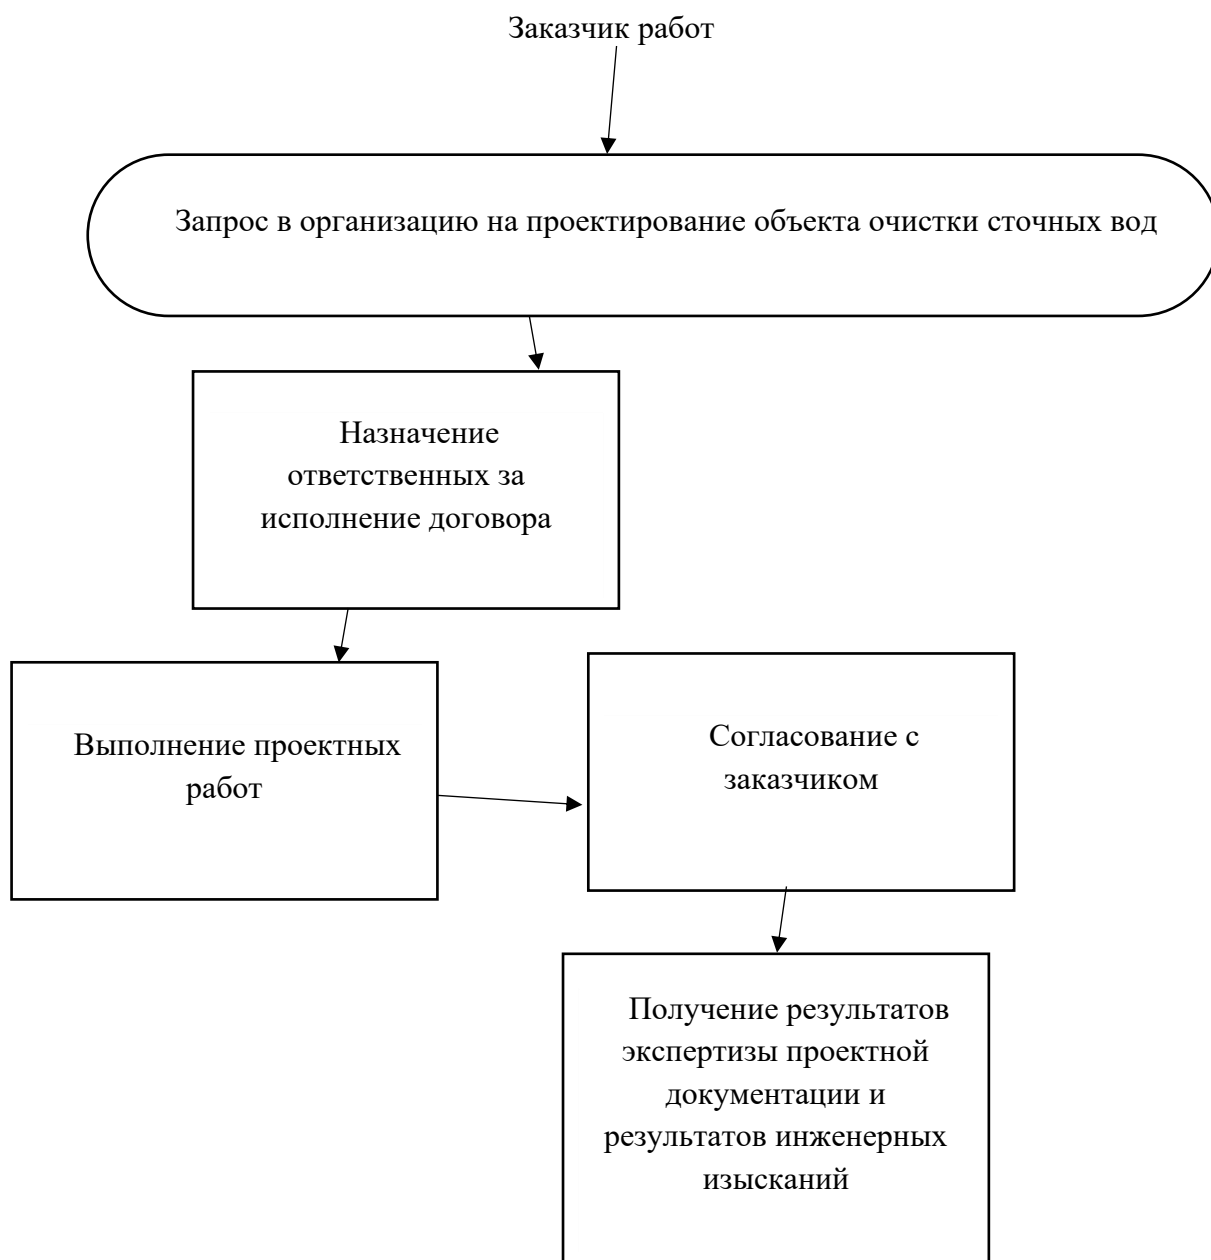 Заказчик работ
Запрос в организацию на проектирование объекта очистки сточных вод
Назначение
ответственных за
исполнение договора
Выполнение проектных
работ
Согласование с
заказчиком
Получение результатов
экспертизы проектной
документации и
результатов инженерных
изысканий